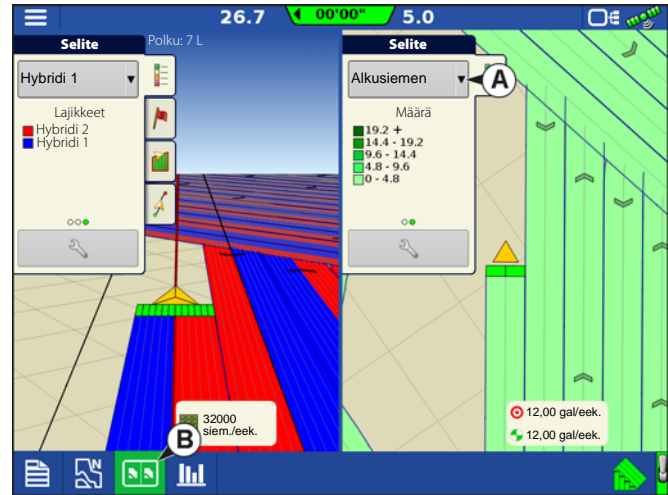 26.7
00'00"
5.0
Selite
Polku: 7 L
Hybridi 1
Lajikkeet
Hybridi 2
Hybridi 1
32000
siem./eek.
B
Selite
Alkusiemen
A
Määrä
19.2 +
14.4 - 19.2
9.6 - 14.4
4.8 - 9.6
0 - 4.8
12,00 gal/eek.
12,00 gal/eek.
N